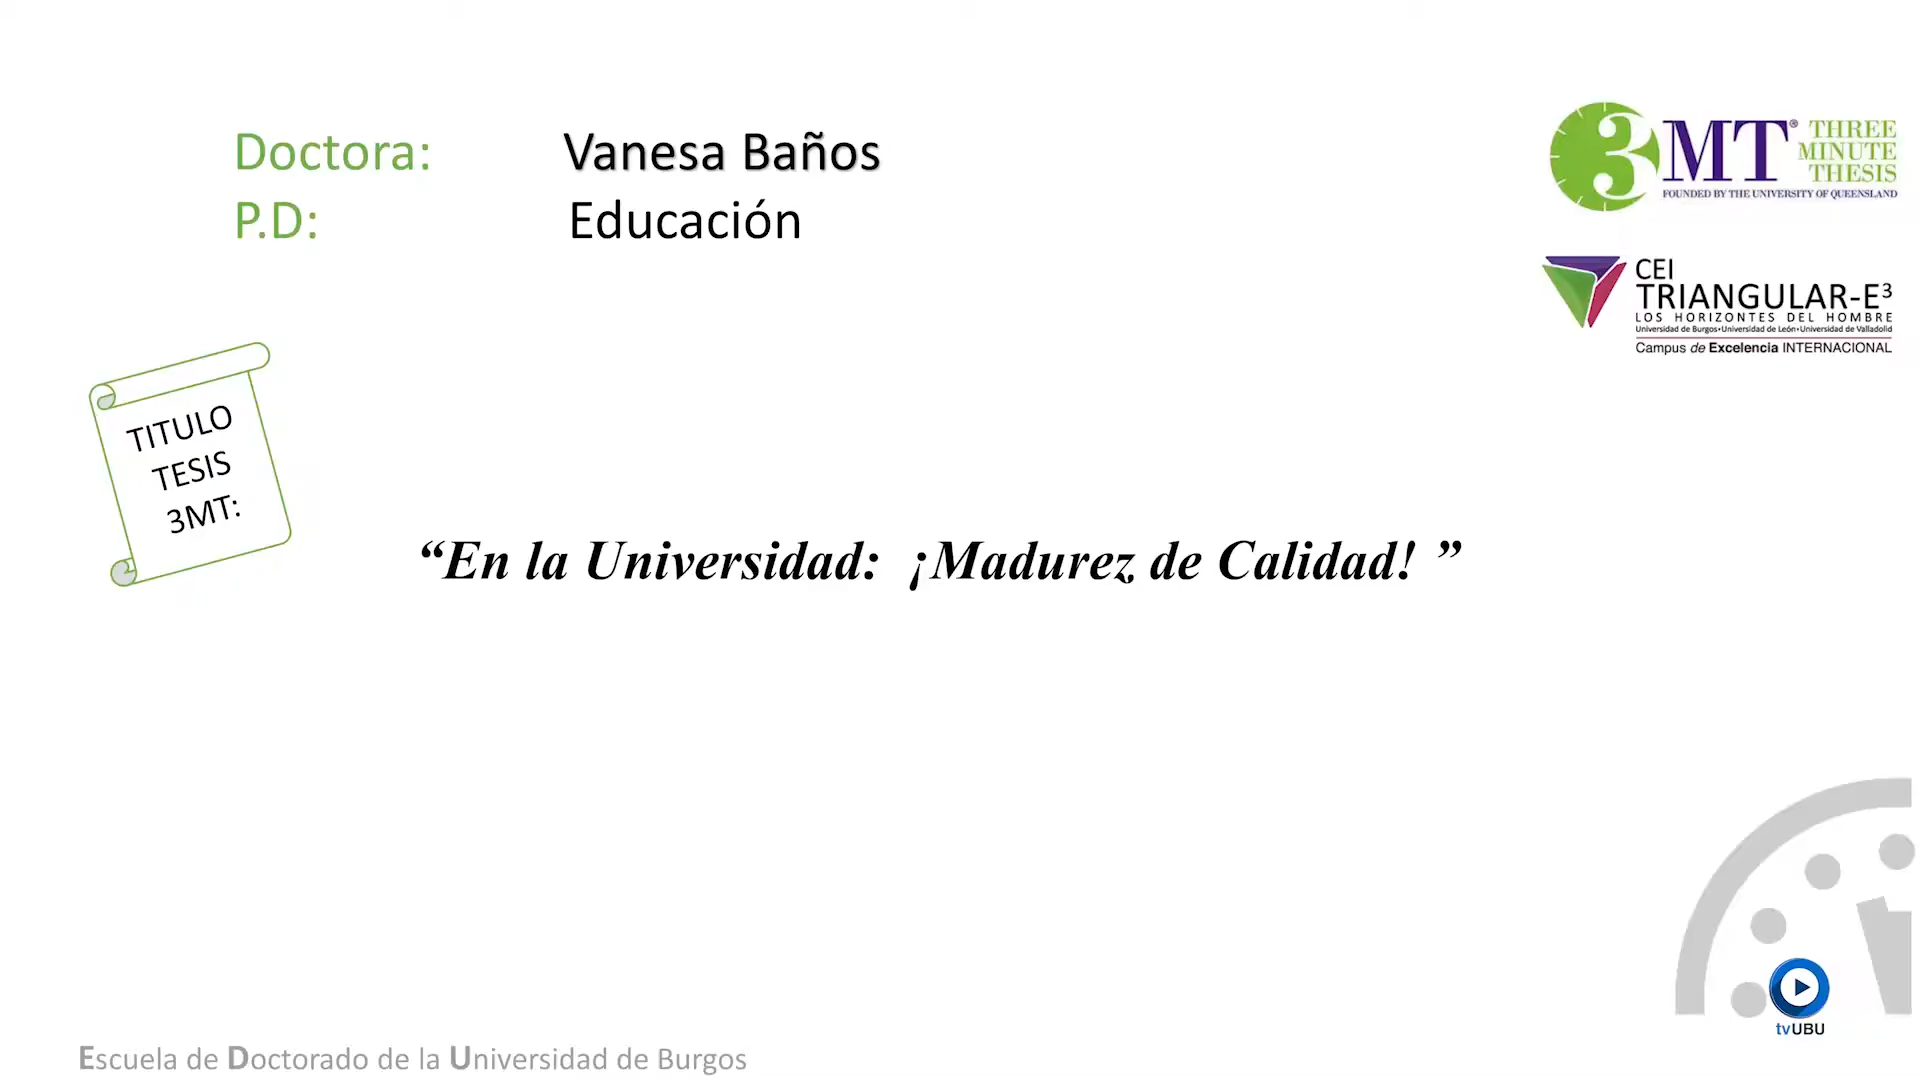 Doctora: Vanesa Baños
P.D: Educación
3MT® THREE
MINUTE
THESIS
FOUNDED BY THE UNIVERSITY OF QUEENSLAND
CEI
TRIANGULAR-E³
LOS HORIZONTES DEL HOMBRE
Universidad de Burgos•Universidad de León•Universidad de Valladolid
Campus de Excelencia INTERNACIONAL
TITULO
TESIS
3MT:
“En la Universidad: ¡Madurez de Calidad! ”
tvUBU
Escuela de Doctorado de la Universidad de Burgos